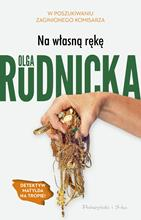 W POSZUKIWANIU
ZAGINIONEGO KOMISARZA
Na własną rękę
OLGA
RUDNICKA
DETEKTYW
MATYLDA
NA TROPIE!
Prószyński i S-ka